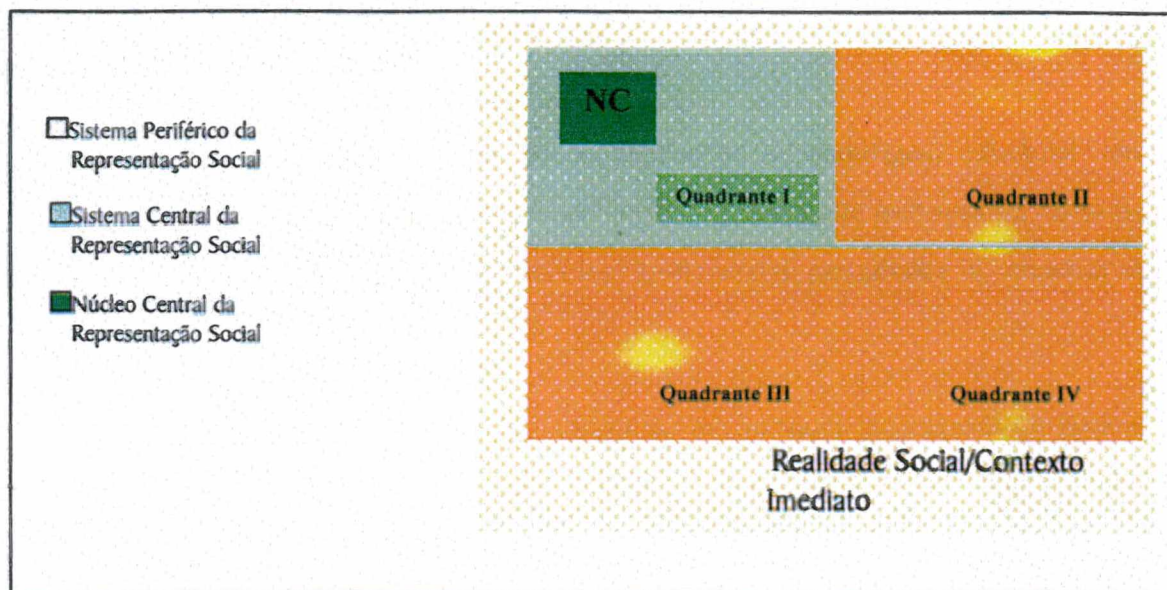 Sistema Periférico da
Representação Social
Sistema Central da
Representação Social
Núcleo Central da
Representação Social
NC
Quadrante I
Quadrante II
Quadrante III
Quadrante IV
Realidade Social/Contexto
Imediato